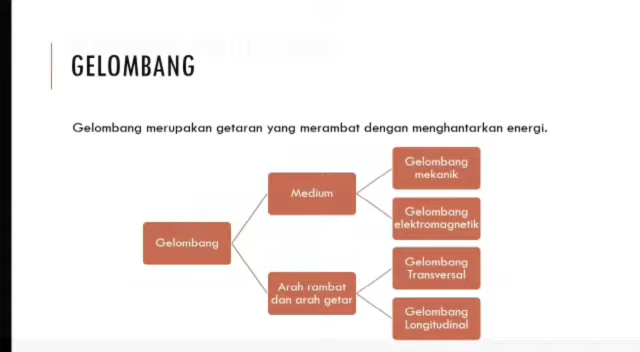 GELOMBANG
Gelombang merupakan getaran yang merambat dengan menghantarkan energi.
Gelombang
Medium
Gelombang
mekanik
Gelombang
elektromagnetik
Arah rambat
dan arah getar
Gelombang
Transversal
Gelombang
Longitudinal